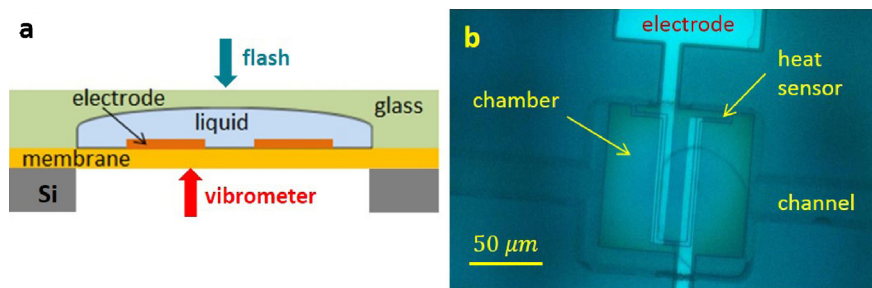 a
flash
electrode
glass
liquid
membrane
Si
vibrometer
b
electrode
heat
sensor
chamber
channel
50 μm